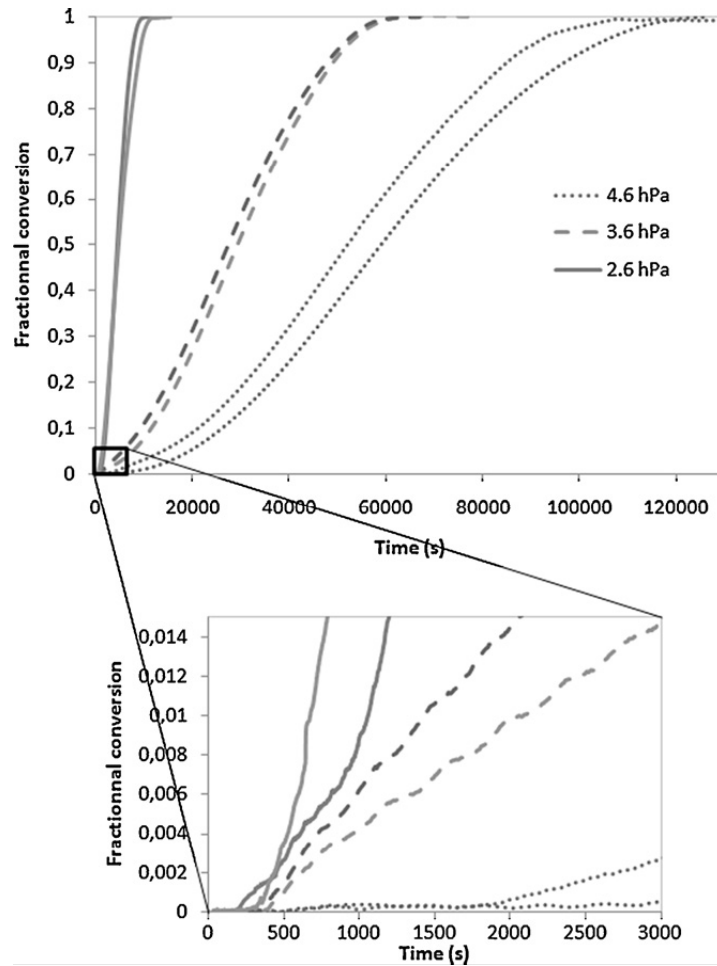 1
0,9
0,8
0,7
0,6
0,5
0,4
0,3
0,2
0,1
0
Fractionnal conversion
4.6 hPa
3.6 hPa
2.6 hPa
0 20000 40000 60000 80000 100000 120000
Time (s)
0,014
0,012
0,01
0,008
0,006
0,004
0,002
0
Fractionnal conversion
0 500 1000 1500 2000 2500 3000
Time (s)